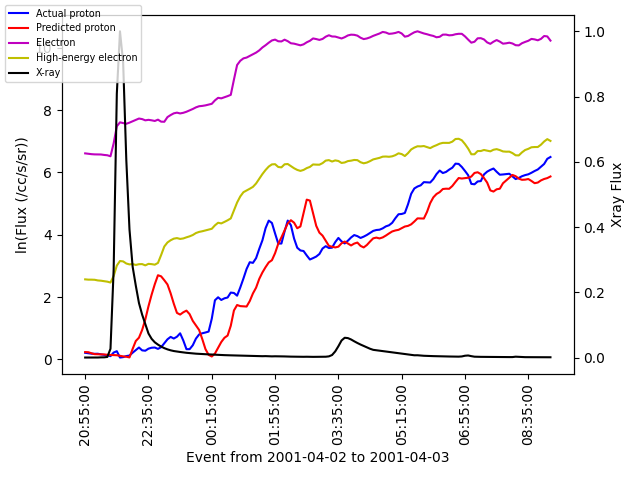 Actual proton
Predicted proton
Electron
High-energy electron
X-ray
10
8
6
4
2
0
ln(Flux (/cc/s/sr))
1.0
0.8
0.6
0.4
0.2
0.0
Xray Flux
20:55:00
22:35:00
00:15:00
01:55:00
03:35:00
05:15:00
06:55:00
08:35:00
Event from 2001-04-02 to 2001-04-03